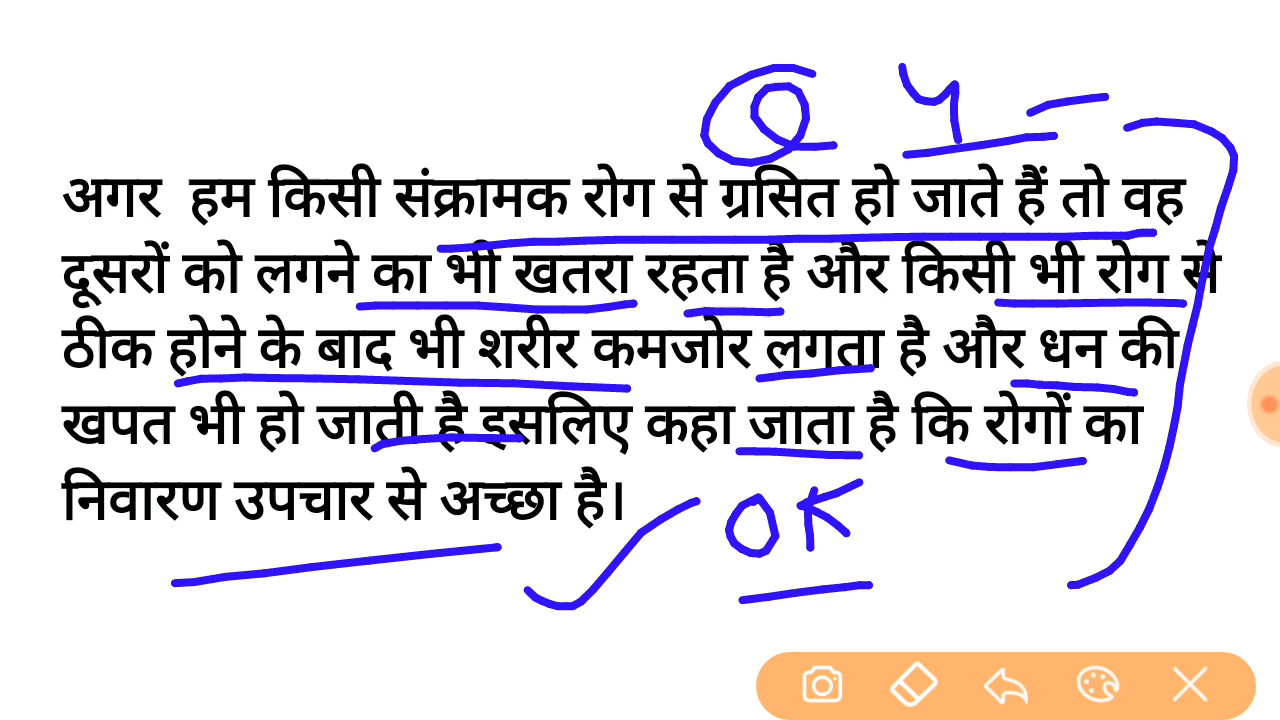 Q 4 -
अगर हम किसी संक्रामक रोग से ग्रसित हो जाते हैं तो वह
दूसरों को लगने का भी खतरा रहता है और किसी भी रोग से
ठीक होने के बाद भी शरीर कमजोर लगता है और धन की
खपत भी हो जाती है इसलिए कहा जाता है कि रोगों का
निवारण उपचार से अच्छा है।
OK